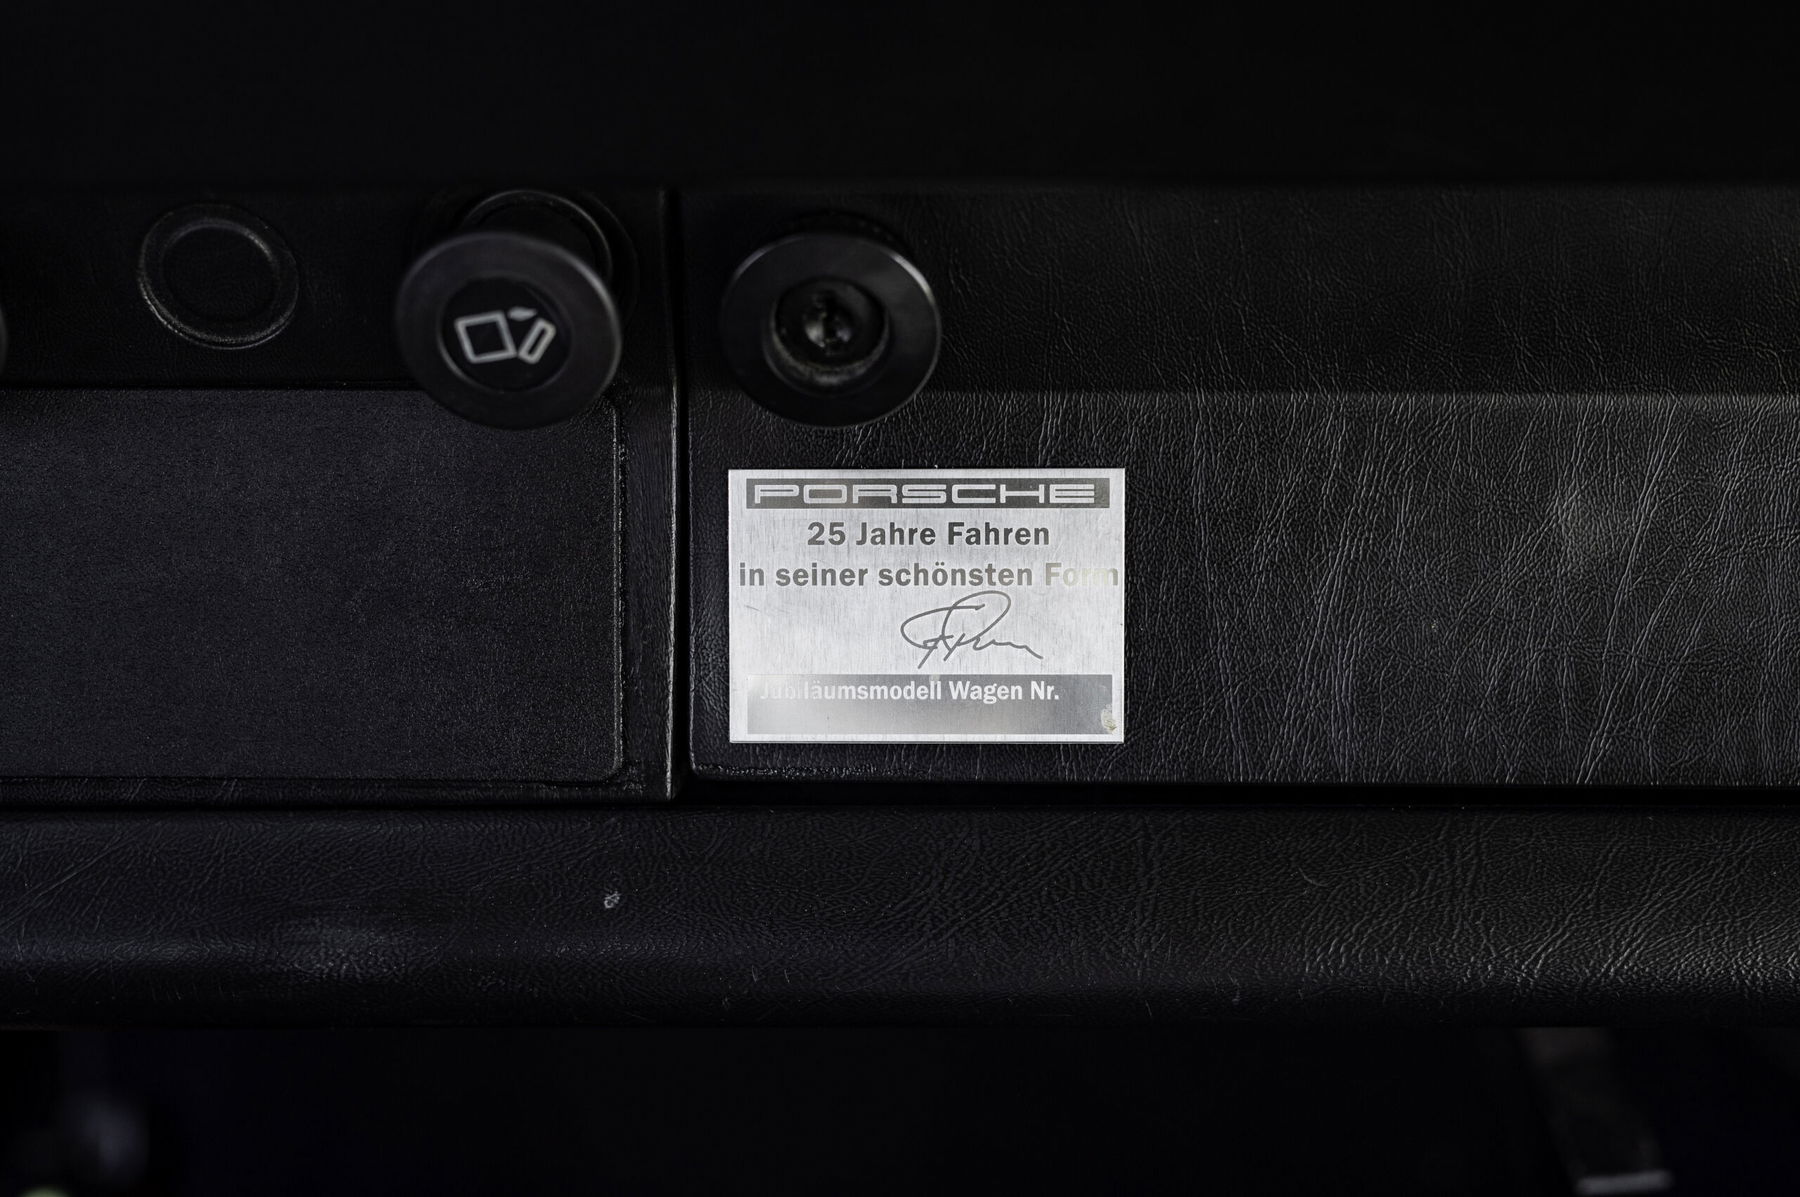 PORSCHE
25 Jahre Fahren
in seiner schönsten Form
Jubiläumsmodell Wagen Nr.